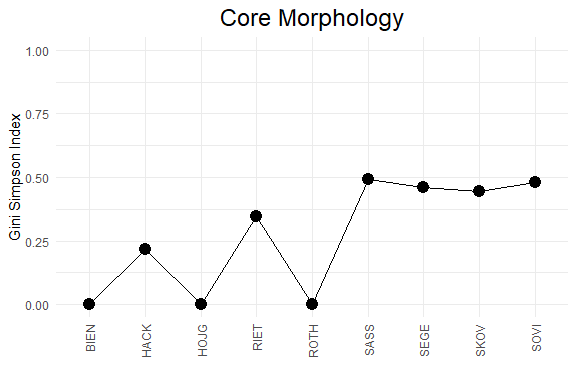 Core Morphology
Gini Simpson Index
1.00
0.75
0.50
0.25
0.00
BIEN
HACK
HOJG
RIET
ROTH
SASS
SEGE
SKOV
SOVI